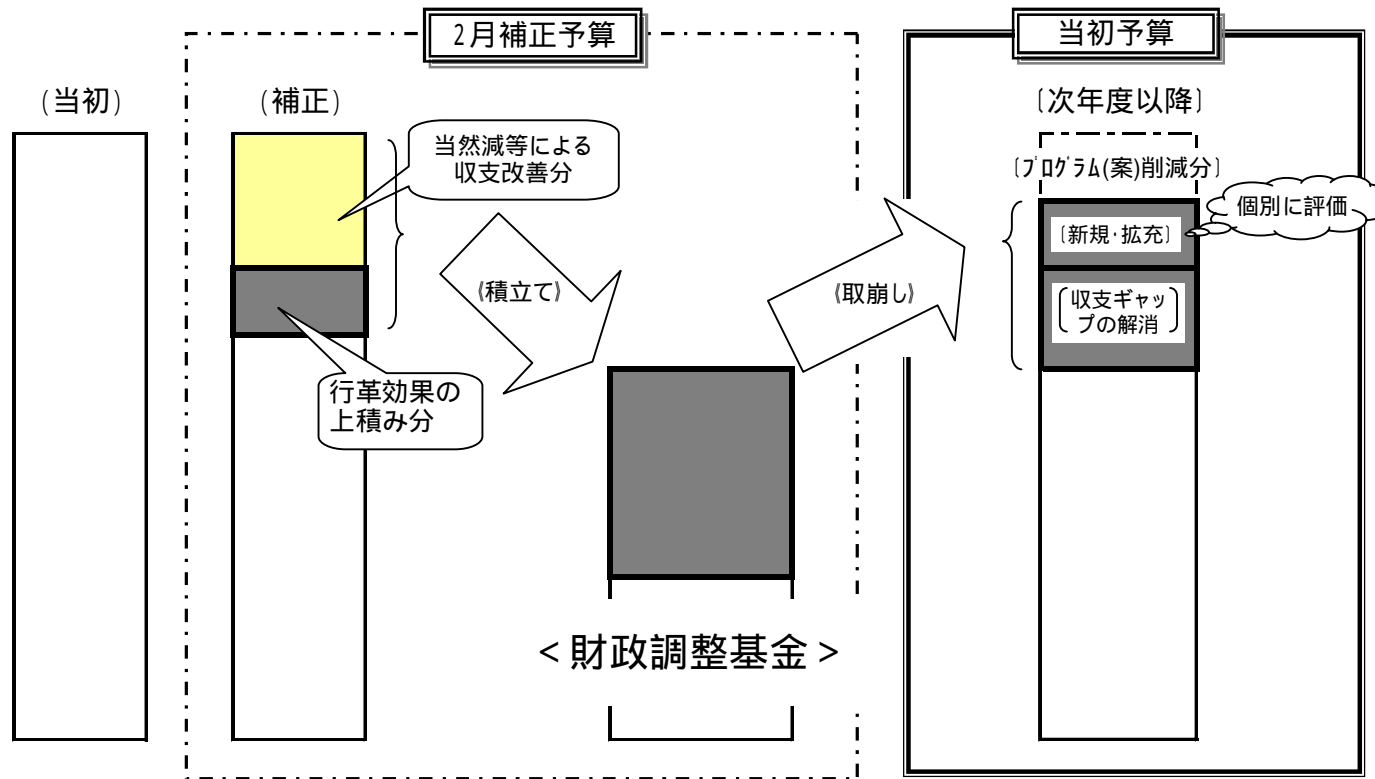 2月補正予算
当初予算
(当初)
(補正)
〔次年度以降〕
当然減等による
収支改善分
〔プログラム(案)削減分〕
個別に評価
〔新規・拡充〕
《積立て》
《取崩し》
収支ギャッ
プの解消
行革効果の
上積み分
<財政調整基金>